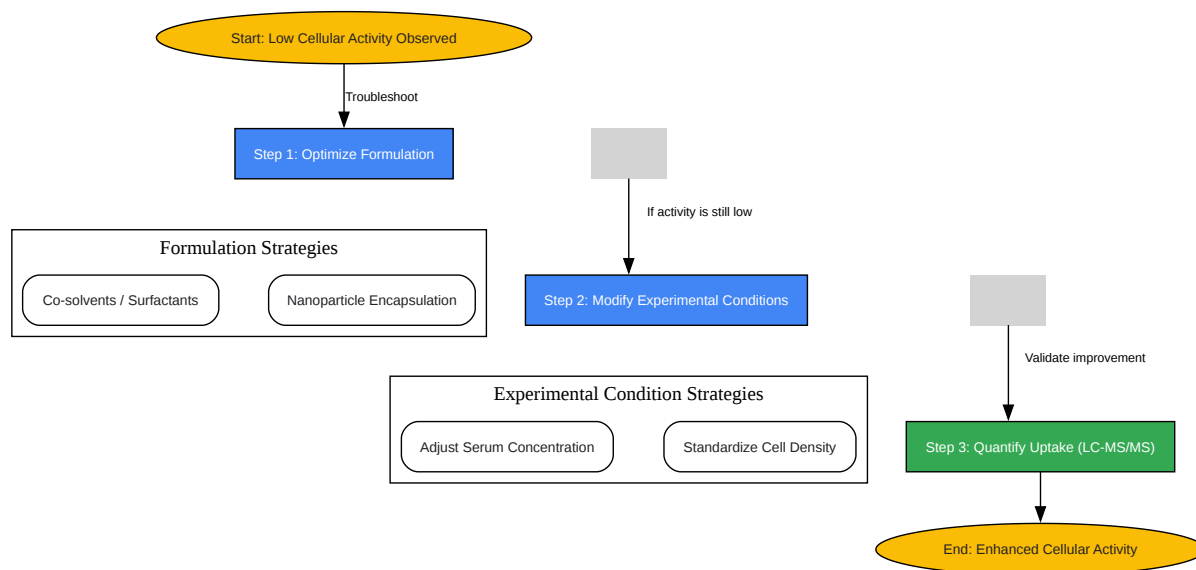 Start: Low Cellular Activity Observed
Troubleshoot
Step 1: Optimize Formulation
If activity is still low
Formulation Strategies
Co-solvents / Surfactants
Nanoparticle Encapsulation
Step 2: Modify Experimental Conditions
Validate improvement
Experimental Condition Strategies
Adjust Serum Concentration
Standardize Cell Density
Step 3: Quantify Uptake (LC-MS/MS)
End: Enhanced Cellular Activity